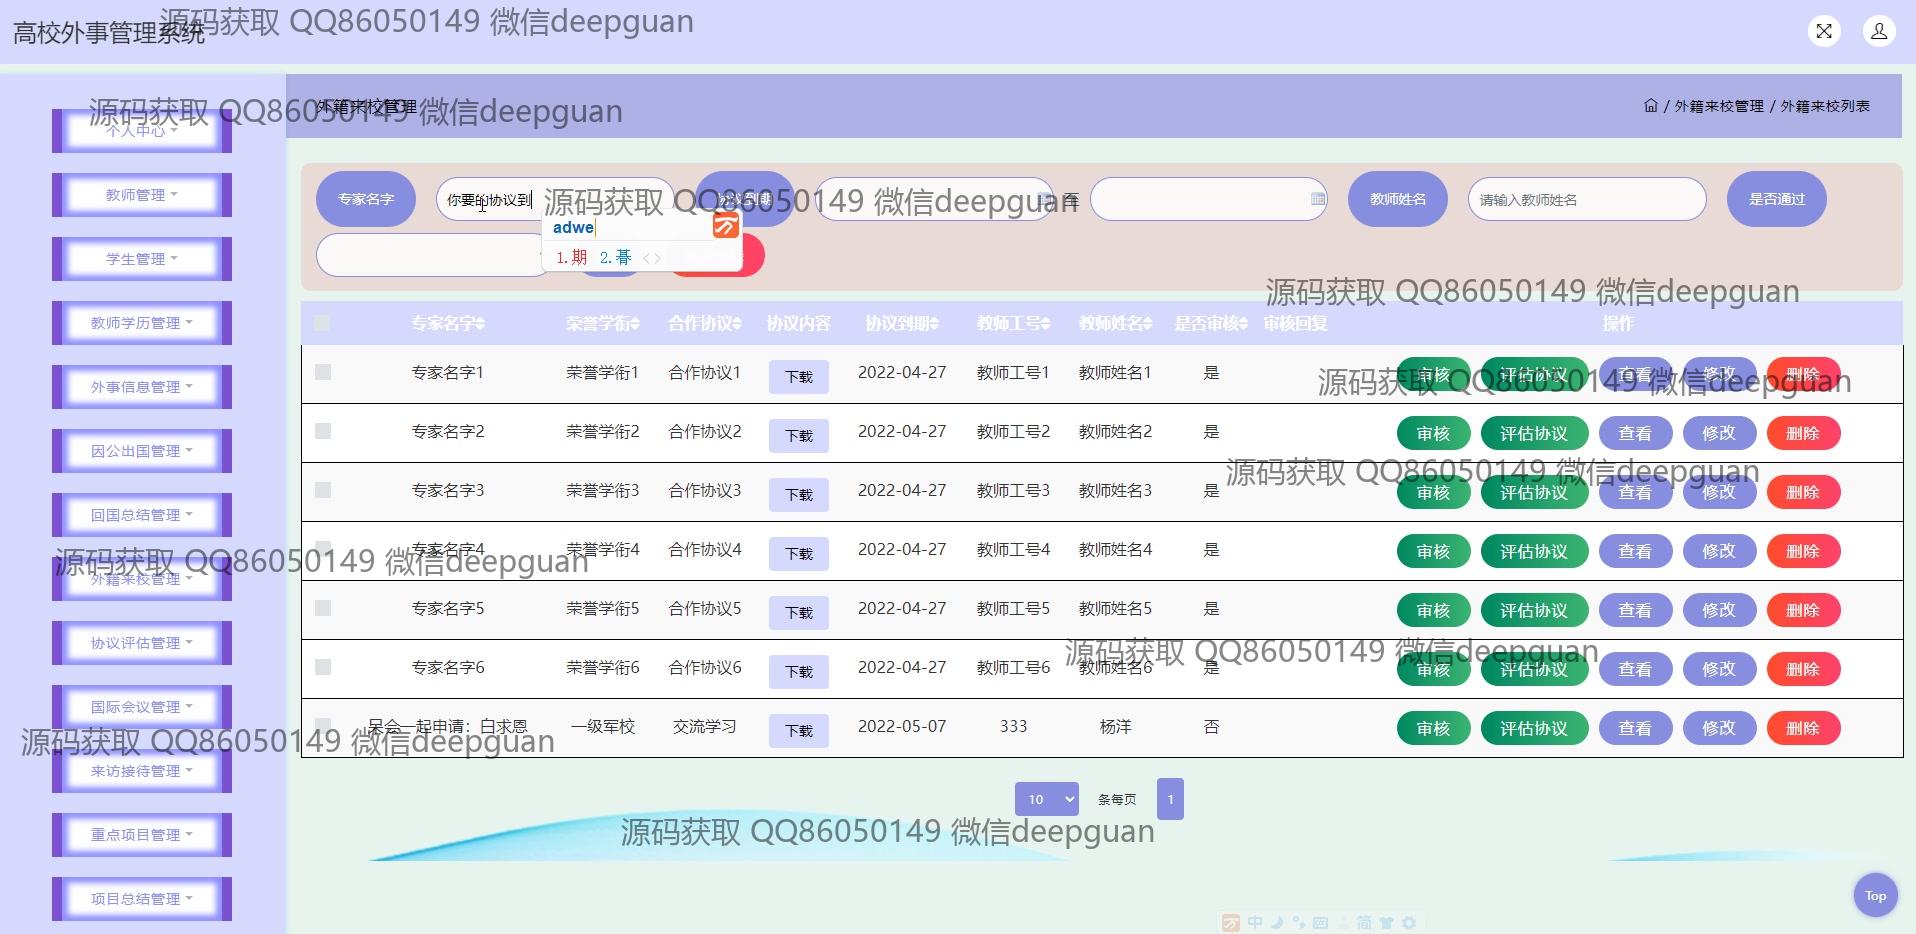 高校外事管理系统
源码获取 QQ86050149 微信deepguan
外籍来校管理
/ 外籍来校管理 / 外籍来校列表
源码获取 QQ86050149 微信deepguan
个人中心
教师管理
学生管理
教师学历管理
外事信息管理
因公出国管理
回国总结管理
外籍来校管理
协议评估管理
国际会议管理
来访接待管理
重点项目管理
项目总结管理
专家名字 你要的协议到 协议到期 至 教师姓名 请输入教师姓名 是否通过
源码获取 QQ86050149 微信deepguan
adwe
1.期 2.朞
源码获取 QQ86050149 微信deepguan
专家名字 荣誉学衔 合作协议 协议内容 协议到期 教师工号 教师姓名 是否审核 审核回复 操作
专家名字1 荣誉学衔1 合作协议1 下载 2022-04-27 教师工号1 教师姓名1 是 审核 评估协议 查看 修改 删除
源码获取 QQ86050149 微信deepguan
专家名字2 荣誉学衔2 合作协议2 下载 2022-04-27 教师工号2 教师姓名2 是 审核 评估协议 查看 修改 删除
源码获取 QQ86050149 微信deepguan
专家名字3 荣誉学衔3 合作协议3 下载 2022-04-27 教师工号3 教师姓名3 是 审核 评估协议 查看 修改 删除
专家名字4 荣誉学衔4 合作协议4 下载 2022-04-27 教师工号4 教师姓名4 是 审核 评估协议 查看 修改 删除
源码获取 QQ86050149 微信deepguan
专家名字5 荣誉学衔5 合作协议5 下载 2022-04-27 教师工号5 教师姓名5 是 审核 评估协议 查看 修改 删除
源码获取 QQ86050149 微信deepguan
专家名字6 荣誉学衔6 合作协议6 下载 2022-04-27 教师工号6 教师姓名6 是 审核 评估协议 查看 修改 删除
会一起申请：白求恩 一级军校 交流学习 下载 2022-05-07 333 杨洋 否 审核 评估协议 查看 修改 删除
源码获取 QQ86050149 微信deepguan
10 条每页 1
源码获取 QQ86050149 微信deepguan
Top
中 简